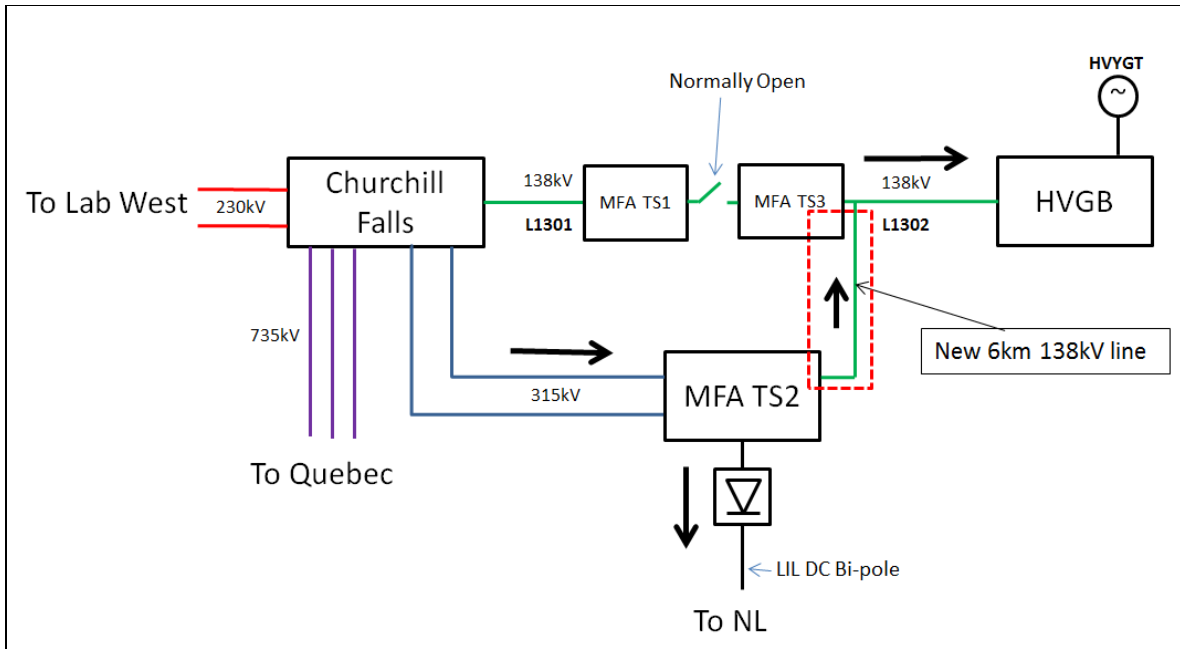 HVYGT
~
Normally Open
Churchill
Falls
138kV
MFA TS1
MFA TS3
138kV
HVGB
To Lab West
230kV
L1301
L1302
735kV
New 6km 138kV line
MFA TS2
315kV
To Quebec
LIL DC Bi-pole
To NL